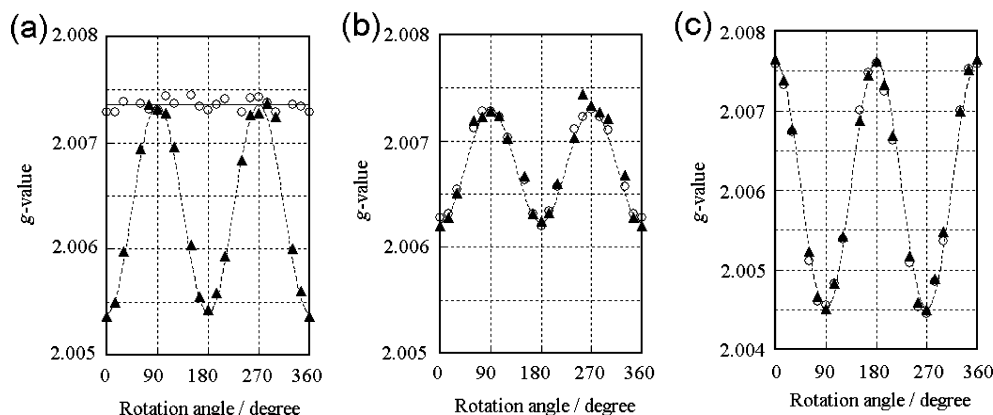 (a)
2.008
2.007
2.006
2.005
g-value
0 90 180 270 360
Rotation angle / degree
(b)
2.008
2.007
2.006
2.005
g-value
0 90 180 270 360
Rotation angle / degree
(c)
2.008
2.007
2.006
2.005
2.004
g-value
0 90 180 270 360
Rotation angle / degree